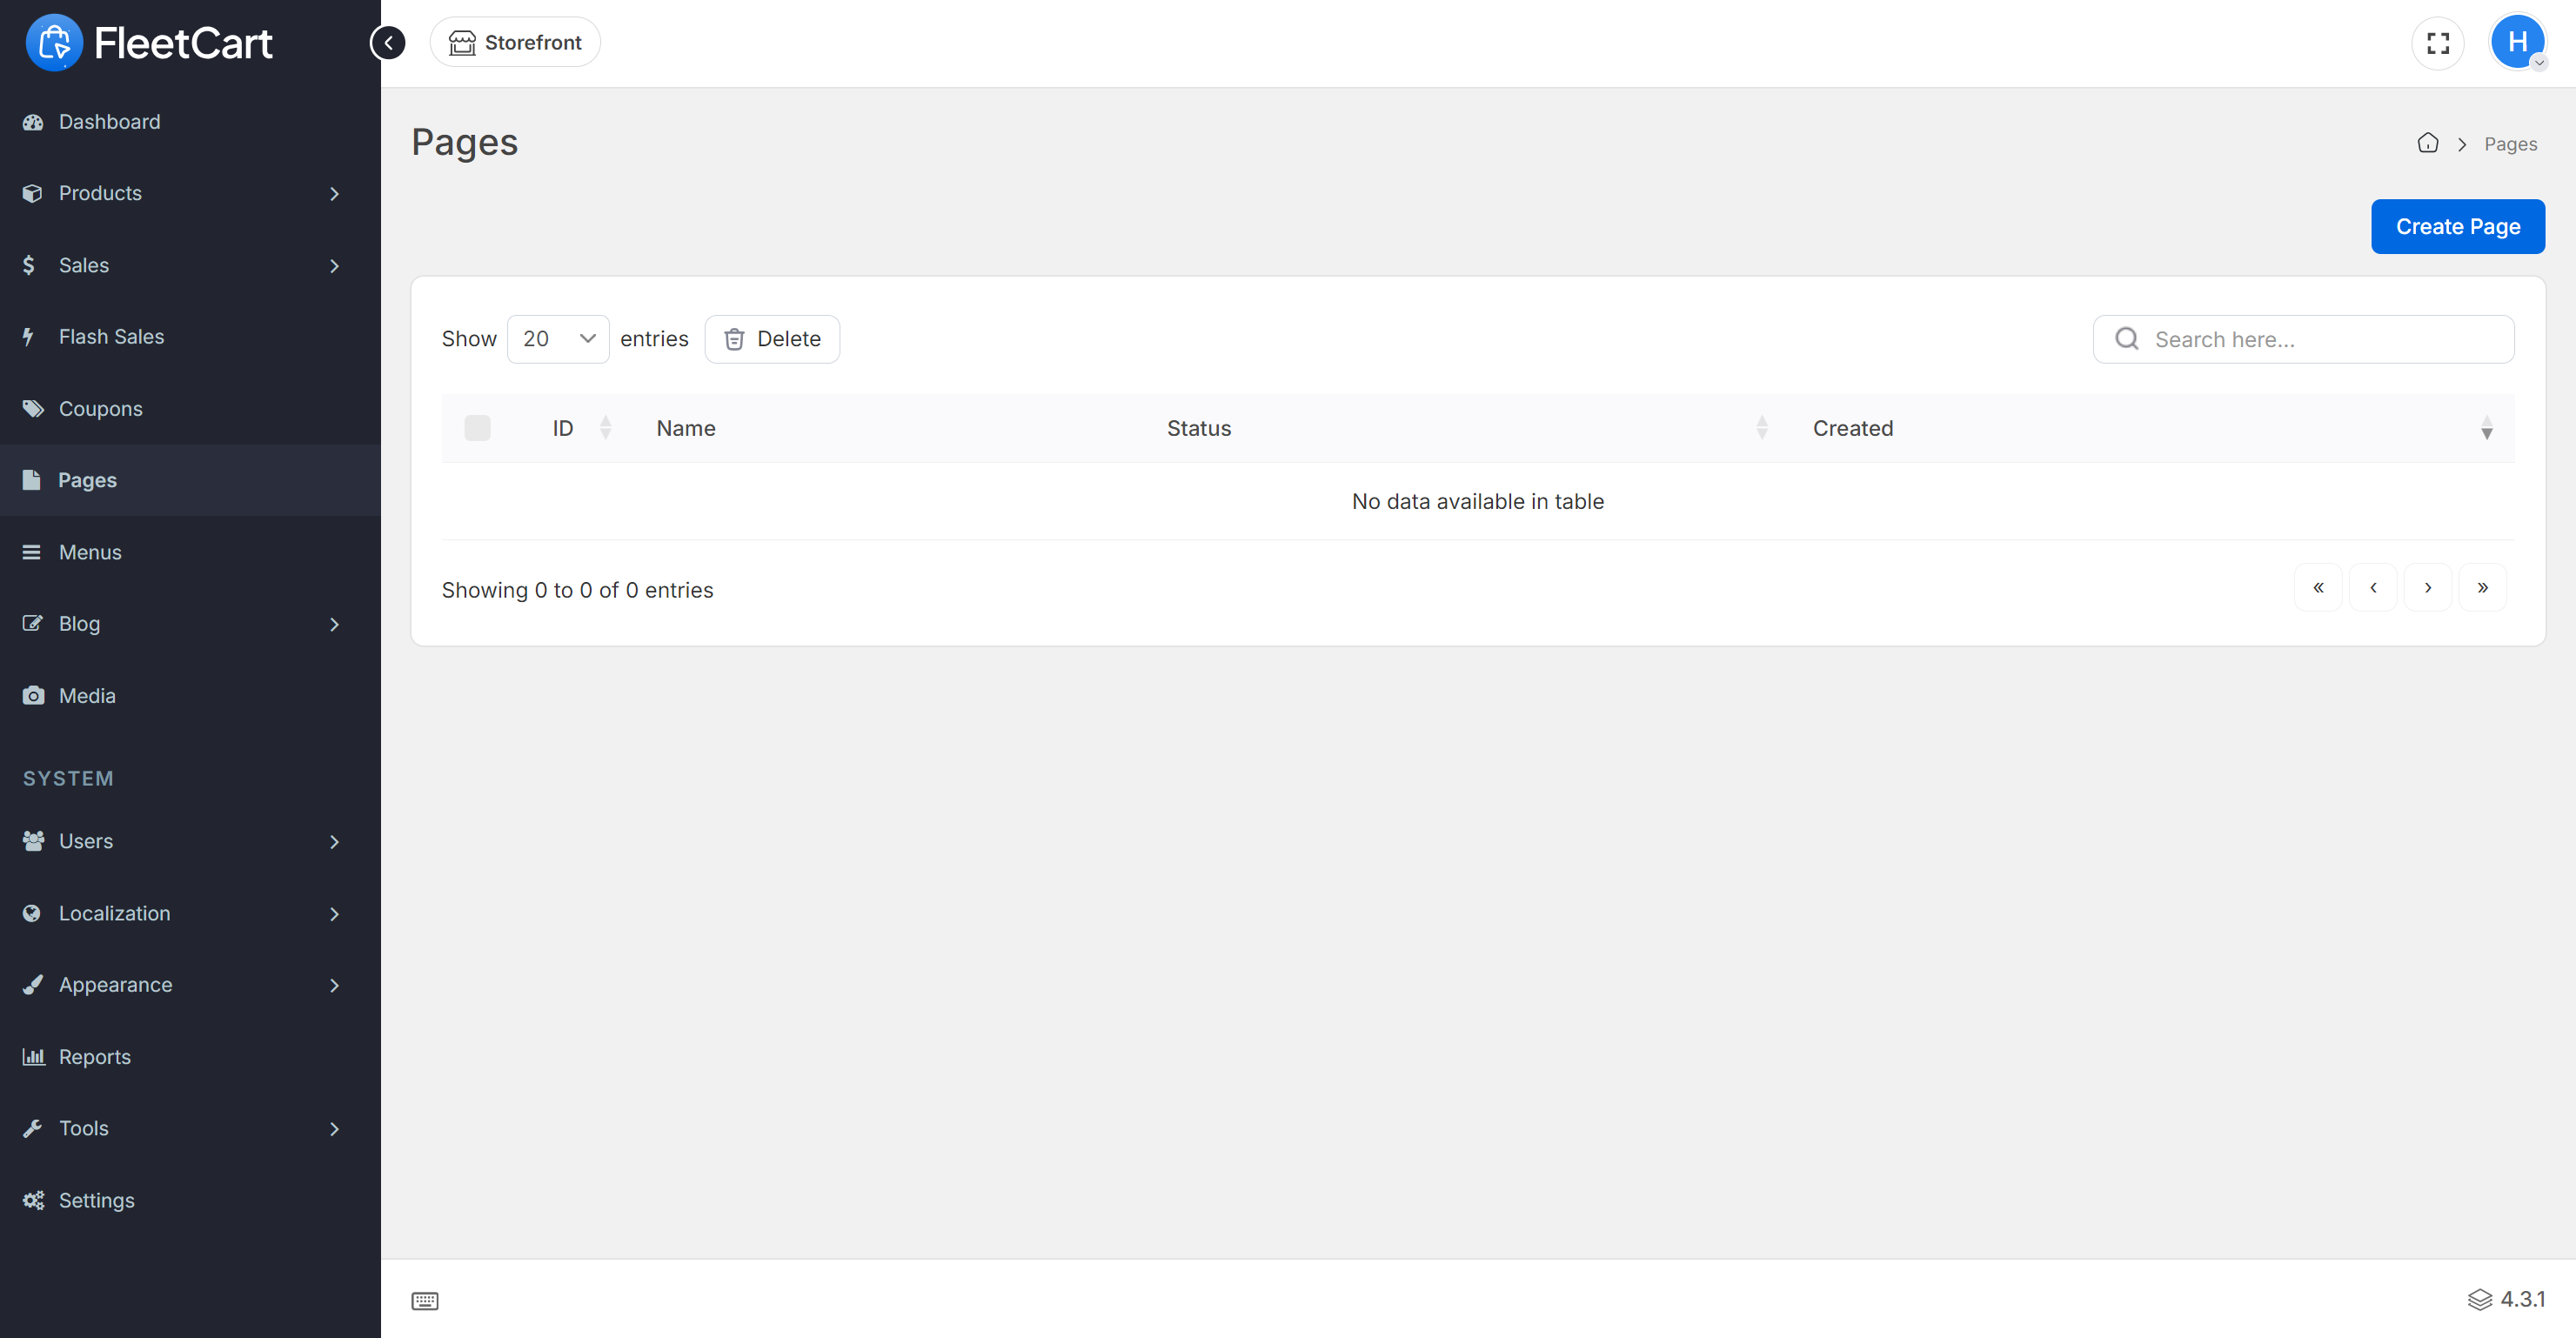 FleetCart
Storefront
H
Dashboard
Products
Sales
Flash Sales
Coupons
Pages
Menus
Blog
Media
SYSTEM
Users
Localization
Appearance
Reports
Tools
Settings
Pages
Pages
Create Page
Show 20 entries Delete
Search here...
ID Name Status Created
No data available in table
Showing 0 to 0 of 0 entries
« ‹ › »
4.3.1